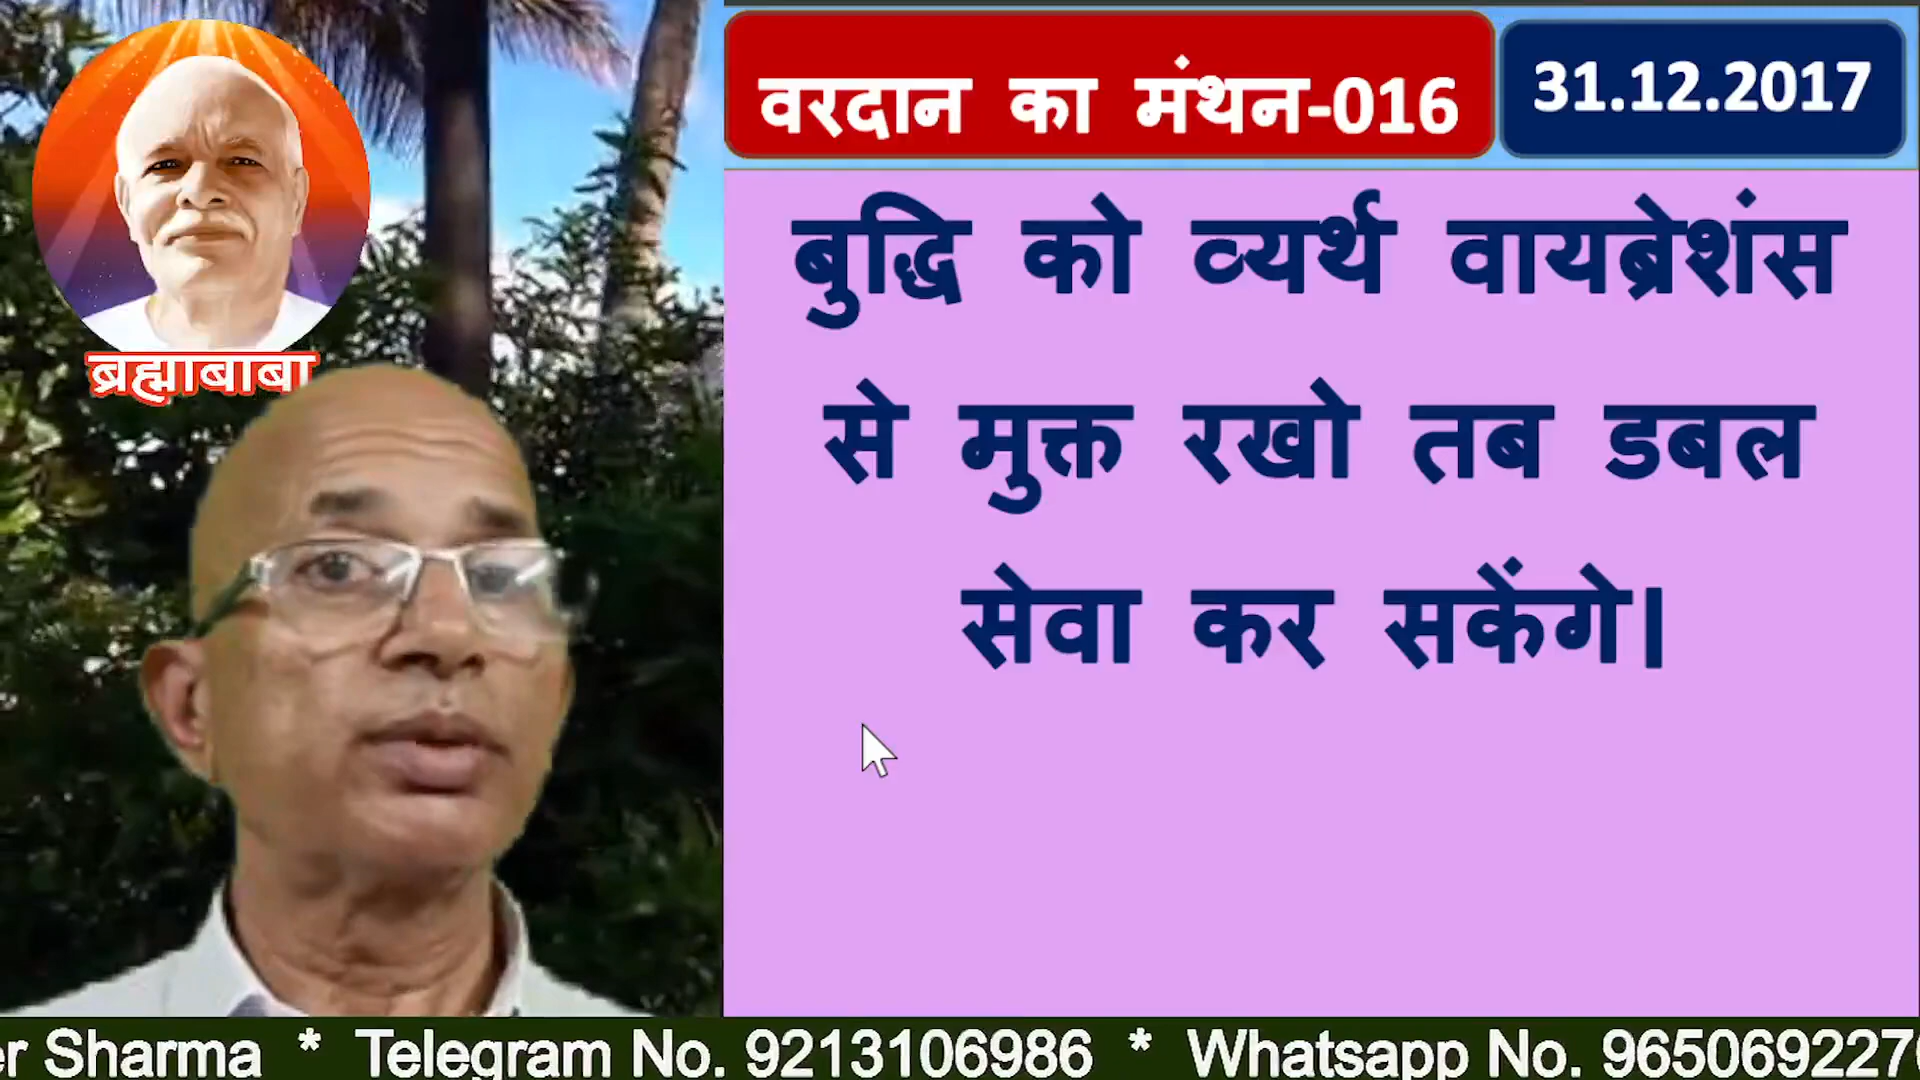 वरदान का मंथन-016
31.12.2017
ब्रह्माबाबा
बुद्धि को व्यर्थ वायब्रेशंस
से मुक्त रखो तब डबल
सेवा कर सकेंगे।
er Sharma * Telegram No. 9213106986 * Whatsapp No. 965069227